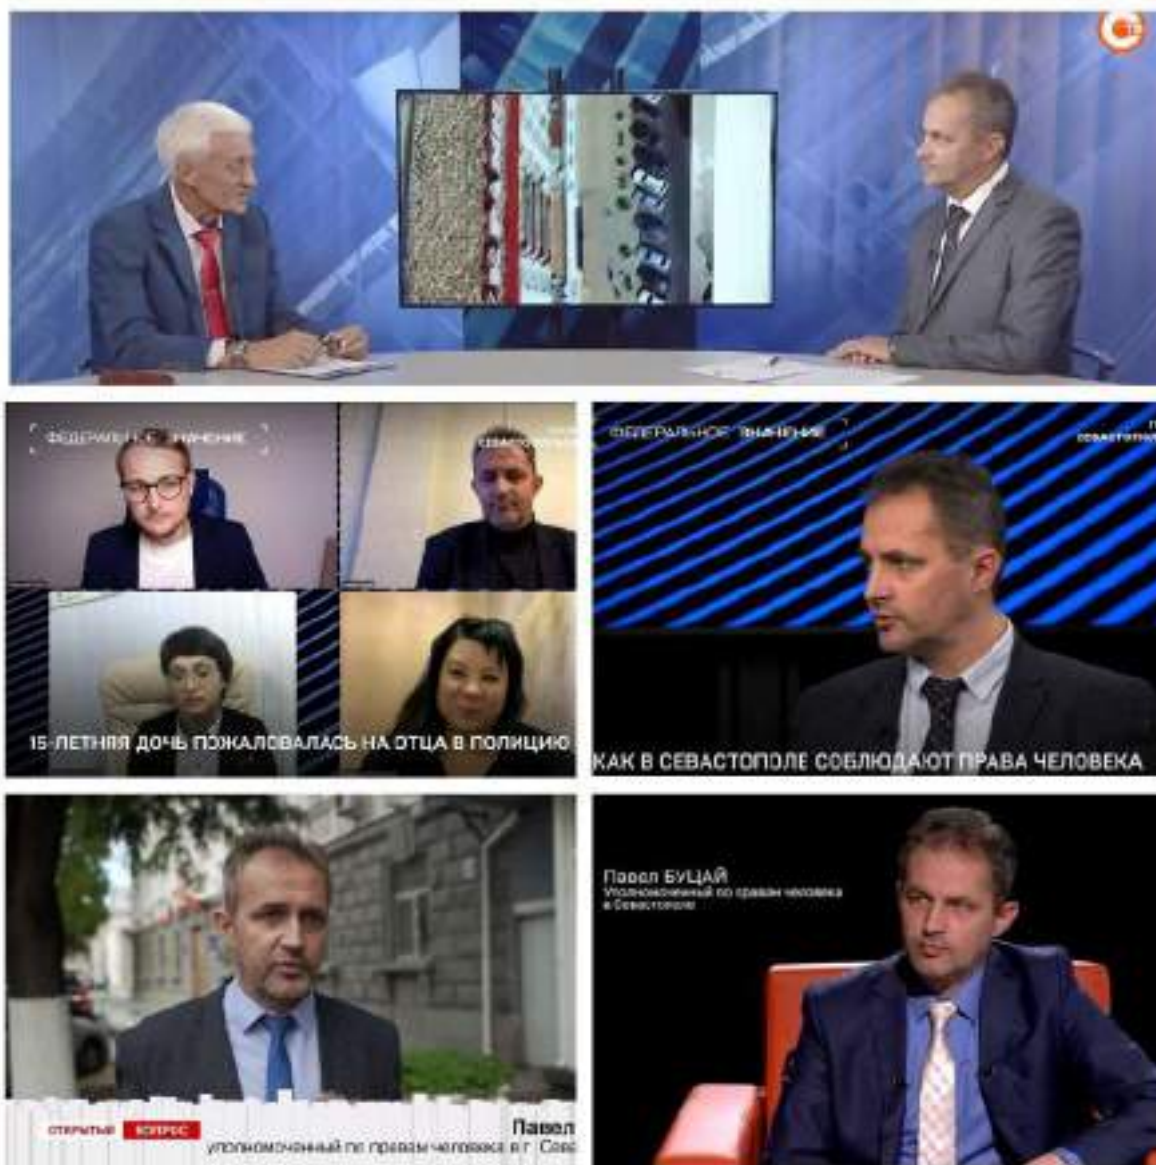 ФЕДЕРАЛЬНОЕ ЗНАЧЕНИЕ
15-ЛЕТНЯЯ ДОЧЬ ПОЖАЛОВАЛАСЬ НА ОТЦА В ПОЛИЦИЮ
ФЕДЕРАЛЬНОЕ ЗНАЧЕНИЕ
КАК В СЕВАСТОПОЛЕ СОБЛЮДАЮТ ПРАВА ЧЕЛОВЕКА
ОТКРЫТЫЙ ВОПРОС
Павел
уполномоченный по правам человека в г. Сева
Павел БУЦАЙ
Уполномоченный по правам человека
в Севастополе